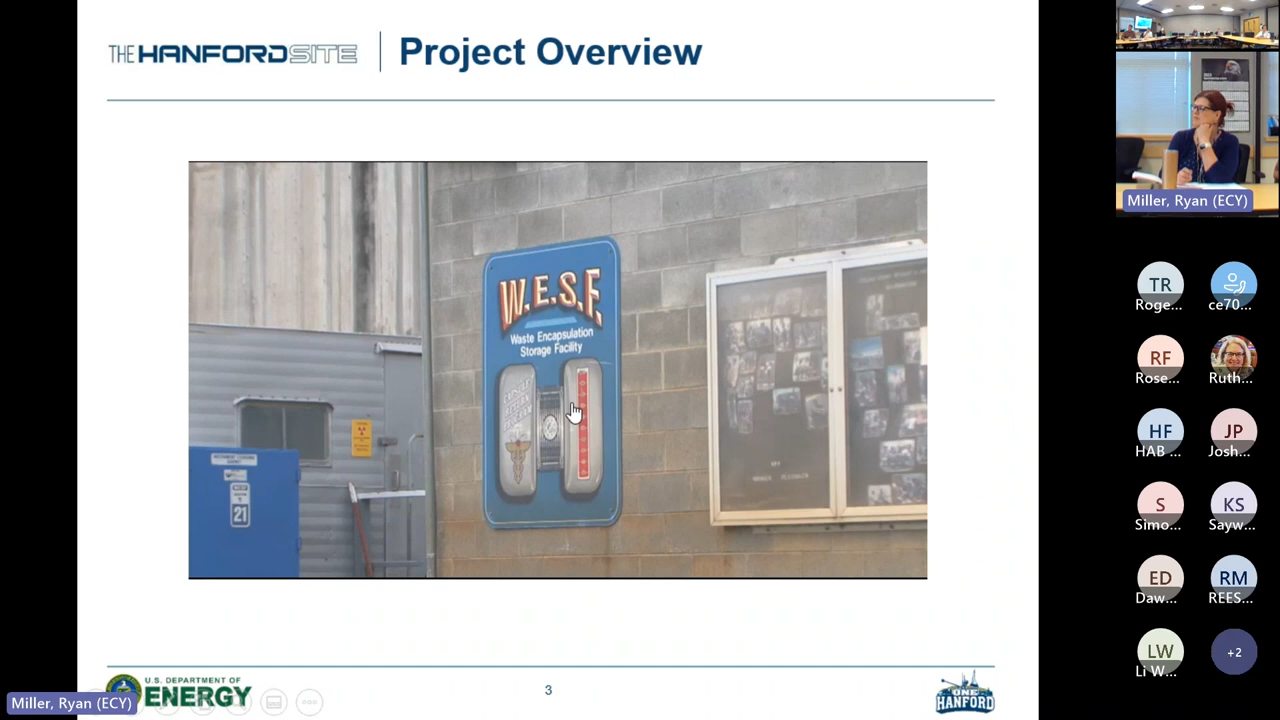 THE HANFORD SITE
Project Overview
W.E.S.F.
Waste Encapsulation
Storage Facility
21
U.S. DEPARTMENT OF
ENERGY
3
ONE
HANFORD
Miller, Ryan (ECY)
Miller, Ryan (ECY)
TR
Roge...
ce70...
RF
Rose...
Ruth...
HF
HAB ...
JP
Josh...
S
Simo...
KS
Sayw...
ED
Daw...
RM
REES...
LW
Li W...
+2